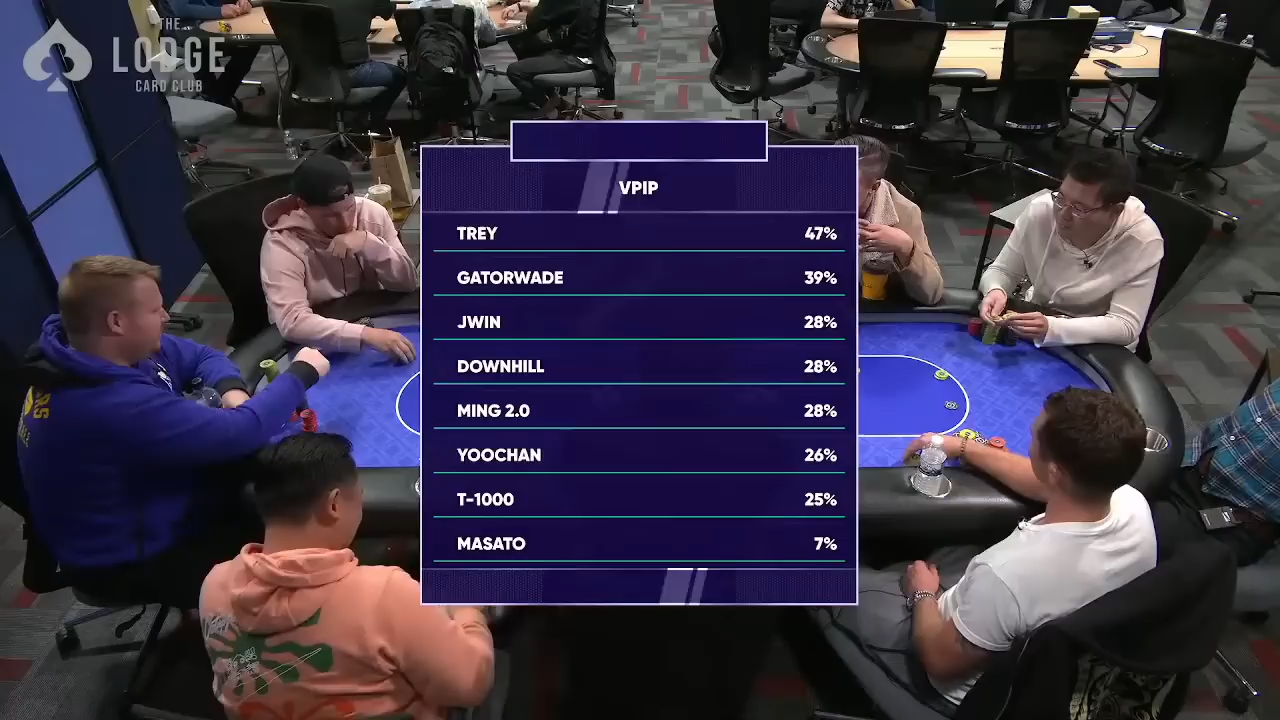 THE
LODGE
CARD CLUB
VPIP
TREY 47%
GATORWADE 39%
JWIN 28%
DOWNHILL 28%
MING 2.0 28%
YOOCHAN 26%
T-1000 25%
MASATO 7%